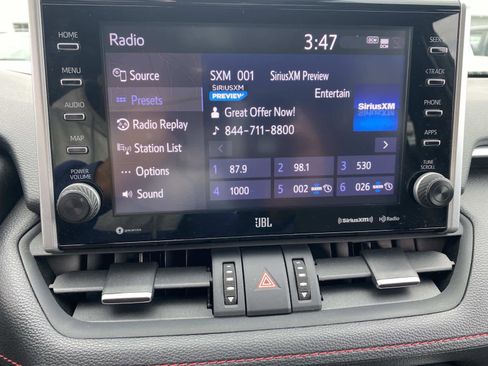 Radio
3:47
DCM
HOME
MENU
AUDIO
MAP
POWER
VOLUME
Source
Presets
Radio Replay
Station List
Options
Sound
SXM 001 SiriusXM Preview
SIRIUSXM
PREVIEW
Entertain
Great Offer Now!
844-711-8800
SiriusXM
1 87.9
2 98.1
3 530
4 1000
5 002
6 026
SEEK
TRACK
PHONE
APPS
TUNE
SCROLL
JBL
SiriusXM
HD Radio